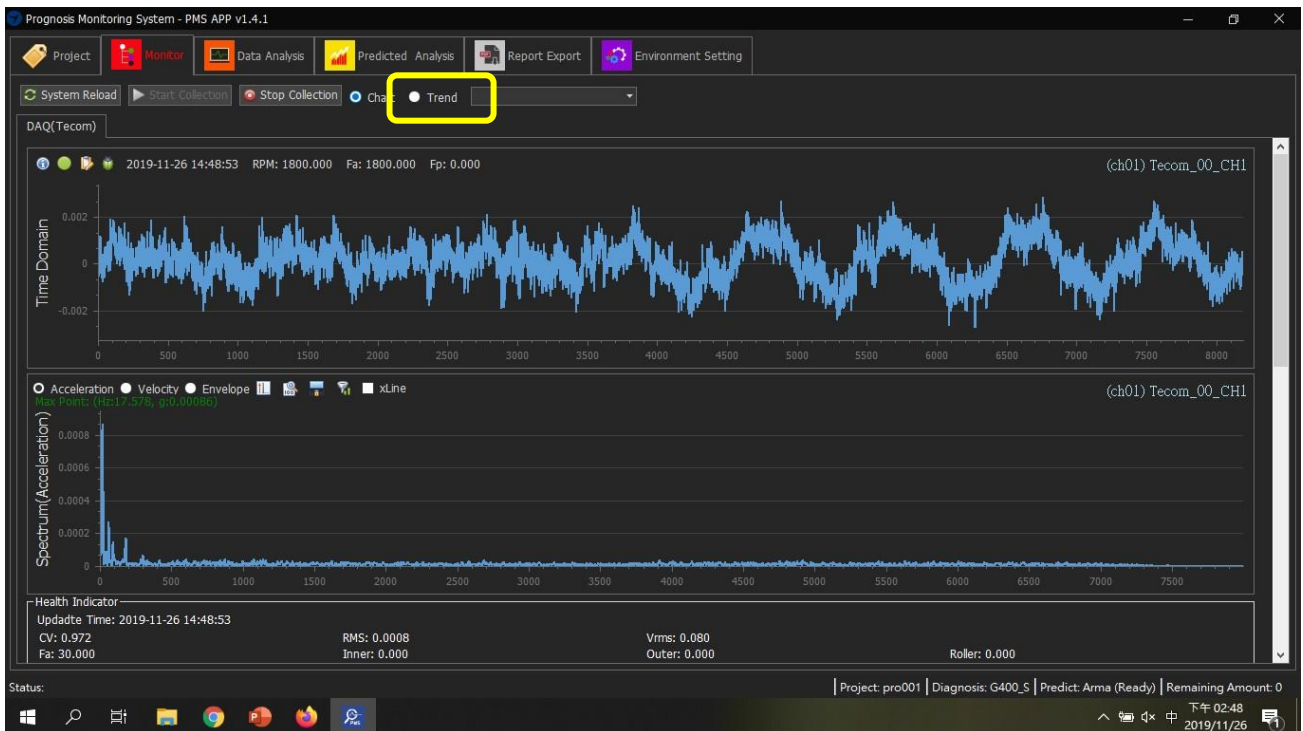 Prognosis Monitoring System - PMS APP v1.4.1
Project Monitor Data Analysis Predicted Analysis Report Export Environment Setting
System Reload Start Collection Stop Collection Chart Trend
DAQ(Tecom)
2019-11-26 14:48:53 RPM: 1800.000 Fa: 1800.000 Fp: 0.000 (ch01) Tecom_00_CH1
Time Domain
0.002
0
-0.002
0 500 1000 1500 2000 2500 3000 3500 4000 4500 5000 5500 6000 6500 7000 7500 8000
Acceleration Velocity Envelope xLine (ch01) Tecom_00_CH1
Max Point: (Hz:17.578, g:0.00086)
Spectrum(Acceleration)
0.0008
0.0006
0.0004
0.0002
0
0 500 1000 1500 2000 2500 3000 3500 4000 4500 5000 5500 6000 6500 7000 7500
Health Indicator
Updadte Time: 2019-11-26 14:48:53
CV: 0.972 RMS: 0.0008 Vrms: 0.080
Fa: 30.000 Inner: 0.000 Outer: 0.000 Roller: 0.000
Status: Project: pro001 Diagnosis: G400_S Predict: Arma (Ready) Remaining Amount: 0
PMS
中 下午 02:48
2019/11/26
1